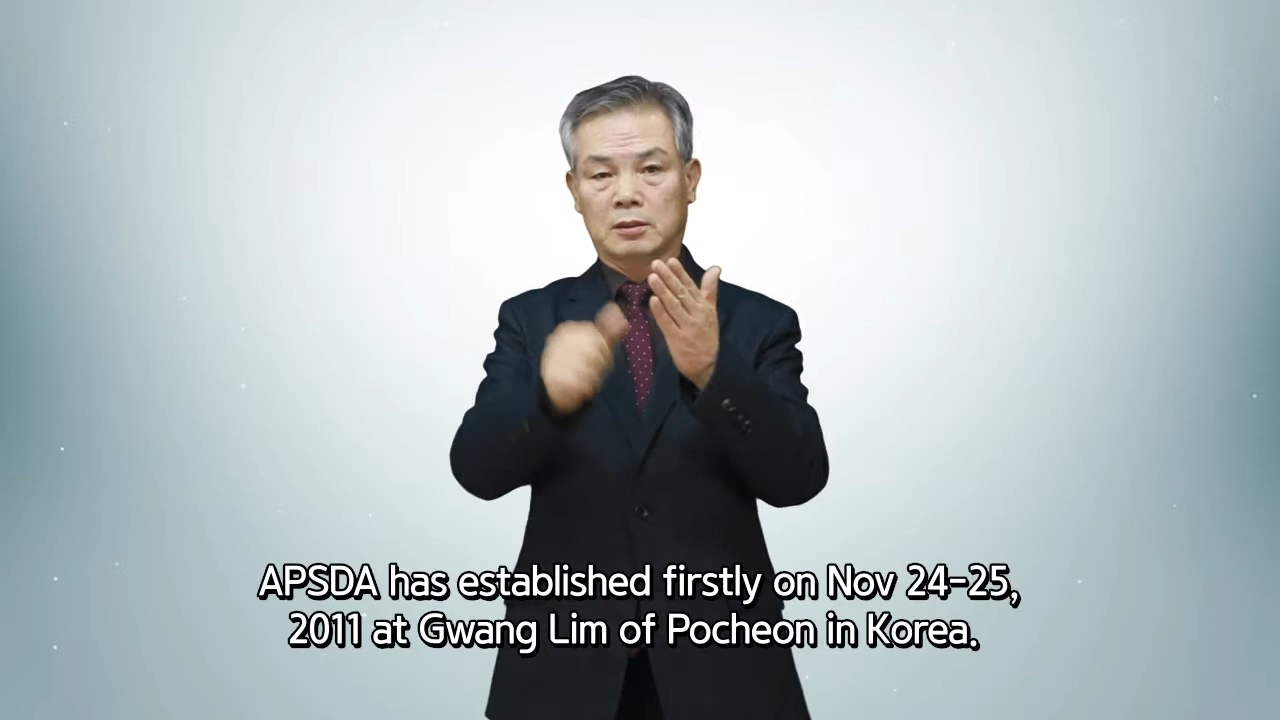 APSDA has established firstly on Nov 24-25,
2011 at Gwang Lim of Pocheon in Korea.